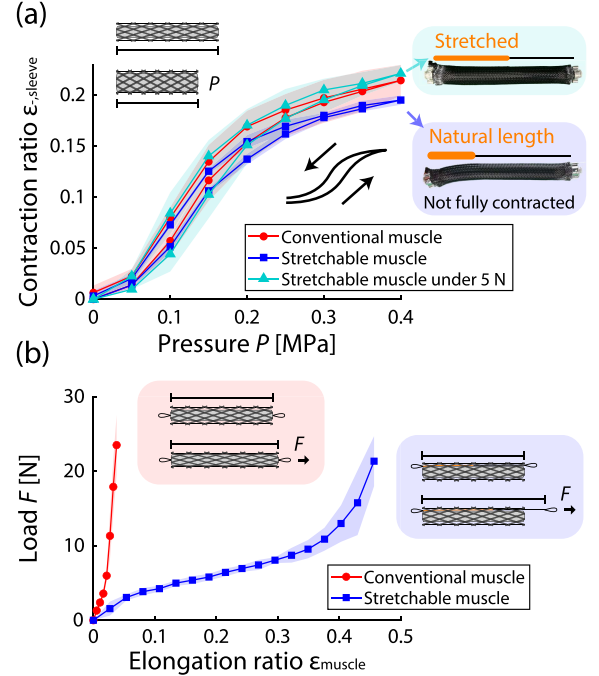 (a)
P
Stretched
Natural length
Not fully contracted
Contraction ratio ε-,sleeve
0.2
0.15
0.1
0.05
0
Conventional muscle
Stretchable muscle
Stretchable muscle under 5 N
0 0.1 0.2 0.3 0.4
Pressure P [MPa]
(b)
30
20
10
0
Load F [N]
F
F
Conventional muscle
Stretchable muscle
0 0.1 0.2 0.3 0.4 0.5
Elongation ratio εmuscle